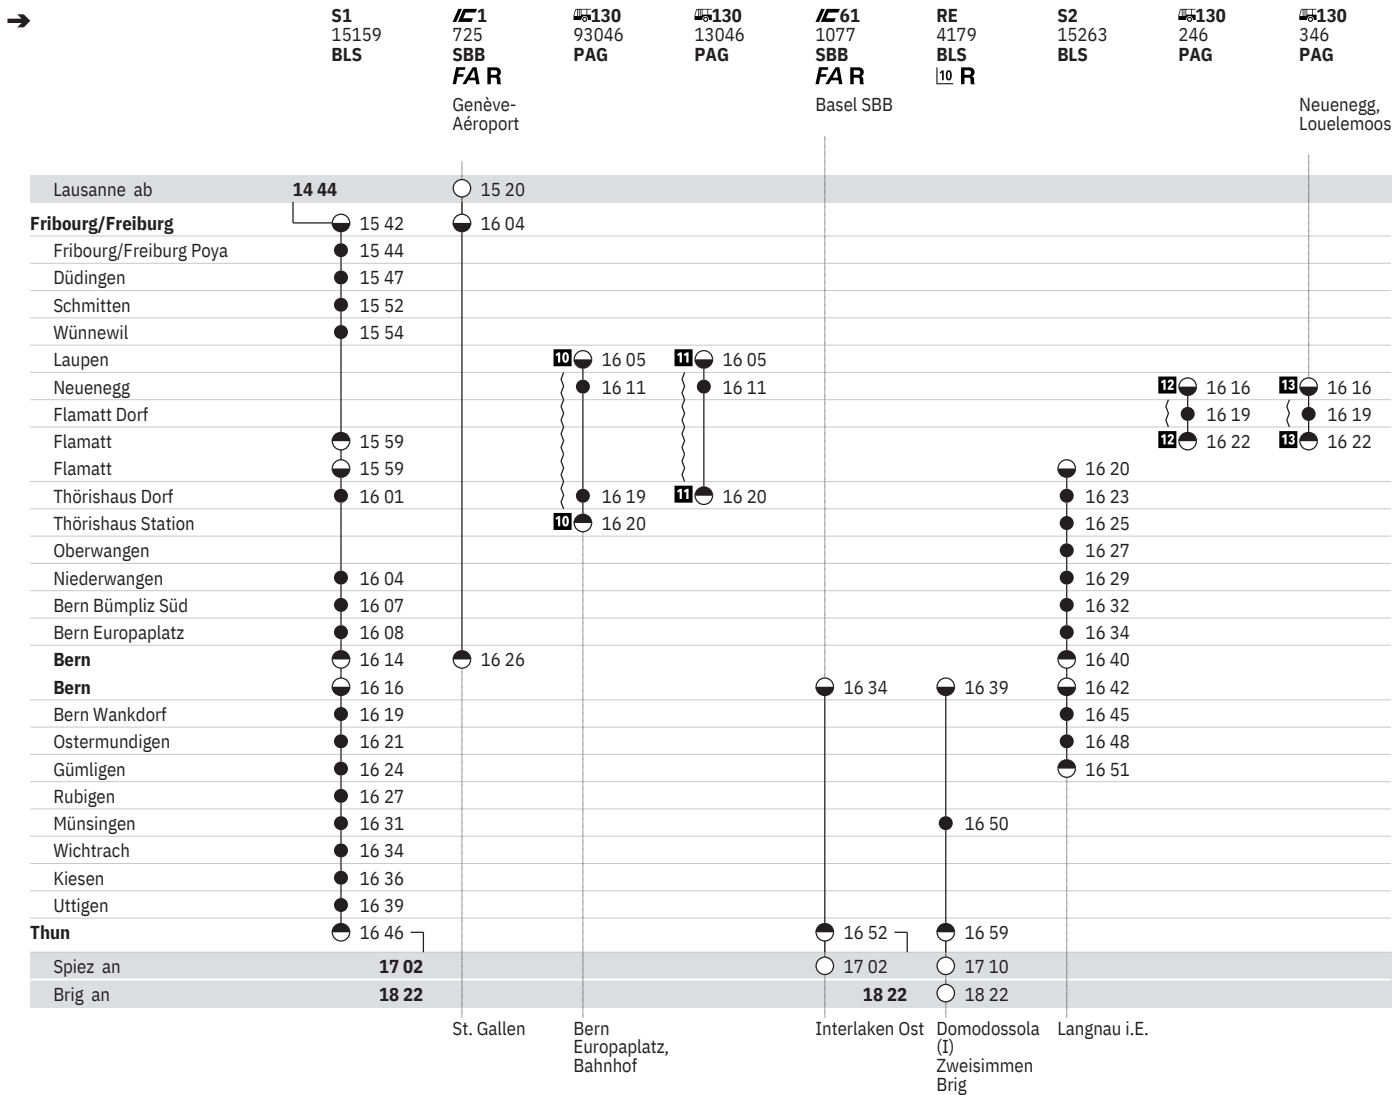 ➔ S1 IC1 130 130 IC61 RE S2 130 130
15159 725 93046 13046 1077 4179 15263 246 346
BLS SBB PAG PAG SBB BLS BLS PAG PAG
FA R FA R 10 R
Genève- Basel SBB Neuenegg,
Aéroport Louelemoos
Lausanne ab 14 44 15 20
Fribourg/Freiburg 15 42 16 04
Fribourg/Freiburg Poya 15 44
Düdingen 15 47
Schmitten 15 52
Wünnewil 15 54
Laupen 10 16 05 11 16 05
Neuenegg 16 11 16 11 12 16 16 13 16 16
Flamatt Dorf 16 19 16 19
Flamatt 15 59 12 16 22 13 16 22
Flamatt 15 59 16 20
Thörishaus Dorf 16 01 16 19 11 16 20 16 23
Thörishaus Station 10 16 20 16 25
Oberwangen 16 27
Niederwangen 16 04 16 29
Bern Bümpliz Süd 16 07 16 32
Bern Europaplatz 16 08 16 34
Bern 16 14 16 26 16 40
Bern 16 16 16 34 16 39 16 42
Bern Wankdorf 16 19 16 45
Ostermundigen 16 21 16 48
Gümligen 16 24 16 51
Rubigen 16 27
Münsingen 16 31 16 50
Wichtrach 16 34
Kiesen 16 36
Uttigen 16 39
Thun 16 46 16 52 16 59
Spiez an 17 02 17 02 17 10
Brig an 18 22 18 22 18 22
St. Gallen Bern Interlaken Ost Domodossola Langnau i.E.
Europaplatz, (I)
Bahnhof Zweisimmen
Brig